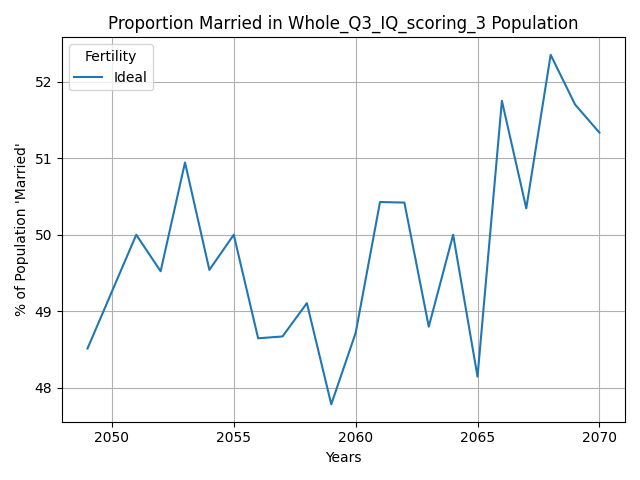 Proportion Married in Whole_Q3_IQ_scoring_3 Population
Fertility
Ideal
% of Population 'Married'
52
51
50
49
48
2050 2055 2060 2065 2070
Years